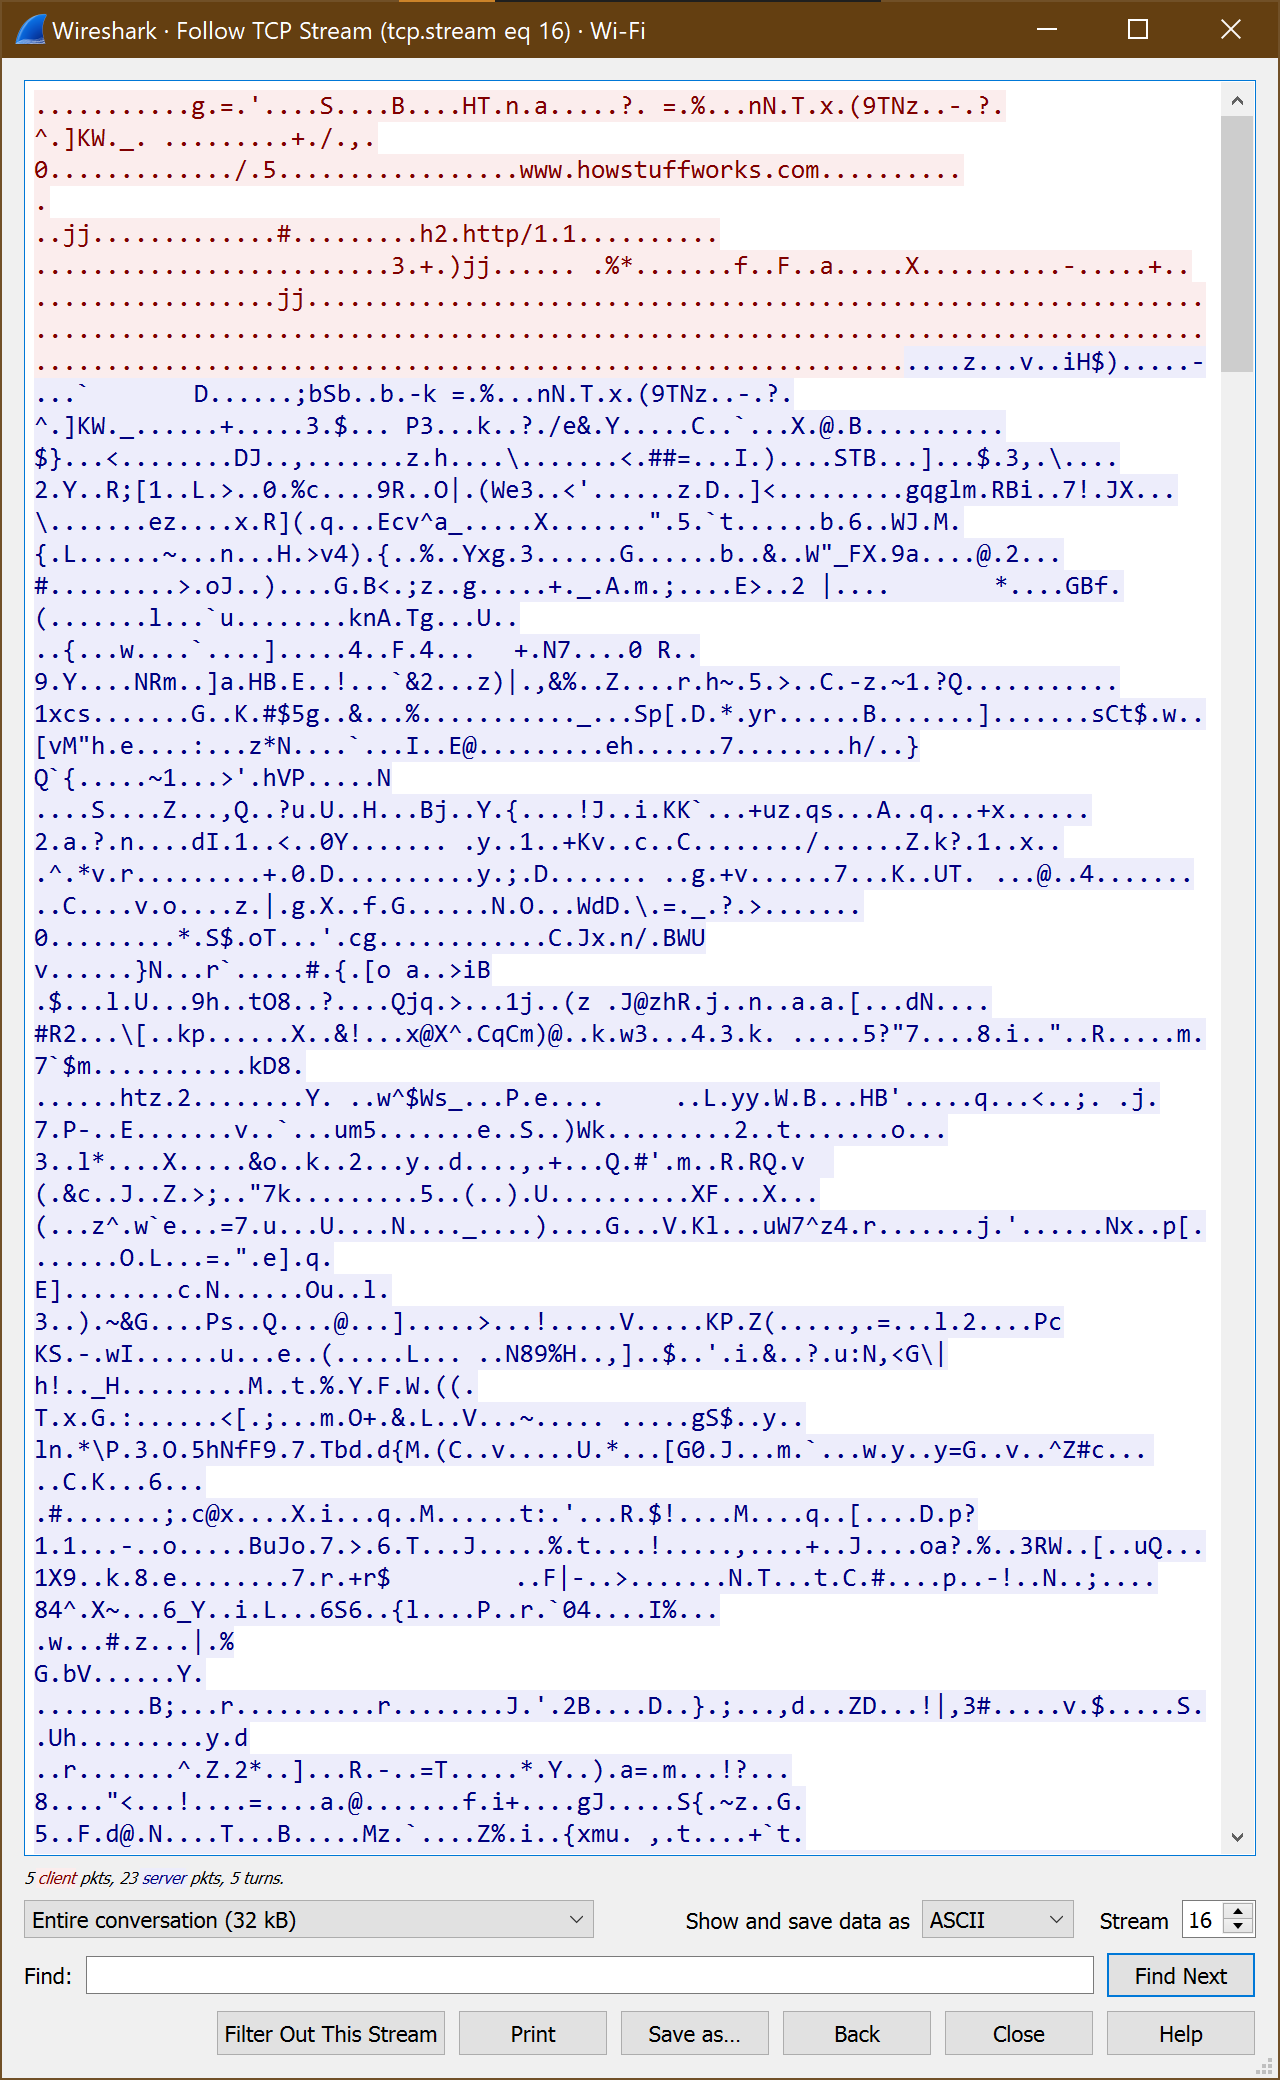 Wireshark · Follow TCP Stream (tcp.stream eq 16) · Wi-Fi
...........g.=.'....S....B....HT.n.a.....?. =.%...nN.T.x.(9TNz..-.?.
^.]KW._. .........+./.,.
0............./.5.................www.howstuffworks.com..........
.
..jj.............#.........h2.http/1.1..........
.........................3.+.)jj...... .%*.......f..F..a.....X..........-.....+..
.................jj...............................................................
..................................................................................
.................................................................z...v..iH$).....-
...`       D......;bSb..b.-k =.%...nN.T.x.(9TNz..-.?.
^.]KW._......+.....3.$... P3...k..?./e&.Y.....C..`...X.@.B..........
$}...<........DJ..,.......z.h....\.......<.##=...I.)....STB...]...$.3,.\....
2.Y..R;[1..L.>..0.%c....9R..O|.(We3..<'......z.D..]<.........gqglm.RBi..7!.JX...
\.......ez....x.R](.q...Ecv^a_.....X.......".5.`t......b.6..WJ.M.
{.L......~...n...H.>v4).{..%..Yxg.3......G......b..&..W"_FX.9a....@.2...
#.........>.oJ..)....G.B<.;z..g.....+._.A.m.;....E>..2 |....       *....GBf.
(.......l...`u........knA.Tg...U..
..{...w....`....].....4..F.4...   +.N7....0 R..
9.Y....NRm..]a.HB.E..!...`&2...z)|.,&%..Z....r.h~.5.>..C.-z.~1.?Q...........
1xcs.......G..K.#$5g..&...%..........._...Sp[.D.*.yr......B.......].......sCt$.w..
[vM"h.e....:...z*N....`...I..E@.........eh......7........h/..}
Q`{.....~1...>'.hVP.....N
....S....Z...,Q..?u.U..H...Bj..Y.{....!J..i.KK`...+uz.qs...A..q...+x......
2.a.?.n....dI.1..<..0Y....... .y..1..+Kv..c..C......../......Z.k?.1..x..
.^.*v.r.........+.0.D..........y.;.D....... ..g.+v......7...K..UT. ...@..4.......
..C....v.o....z.|.g.X..f.G......N.O...WdD.\.=._.?.>.......
0.........*.S$.oT...'.cg............C.Jx.n/.BWU
v......}N...r`.....#.{.[o a..>iB
.$...l.U...9h..tO8..?....Qjq.>...1j..(z .J@zhR.j..n..a.a.[...dN....
#R2...\[..kp......X..&!...x@X^.CqCm)@..k.w3...4.3.k. .....5?"7....8.i.."..R.....m.
7`$m...........kD8.
......htz.2........Y. ..w^$Ws_...P.e....     ..L.yy.W.B...HB'.....q...<..;. .j.
7.P-..E.......v..`...um5.......e..S..)Wk.........2..t.......o...
3..l*....X.....&o..k..2...y..d....,.+...Q.#'.m..R.RQ.v
(.&c..J..Z.>;.."7k.........5..(..).U..........XF...X...
(...z^.w`e...=7.u...U....N...._....)....G...V.Kl...uW7^z4.r.......j.'......Nx..p[.
......O.L...=.".e].q.
E]........c.N......Ou..l.
3..).~&G....Ps..Q....@...].....>...!.....V.....KP.Z(.....,.=...l.2....Pc
KS.-.wI......u...e..(.....L... ..N89%H..,]..$..'.i.&..?.u:N,<G\|
h!.._H.........M..t.%.Y.F.W.((.
T.x.G.:......<[.;...m.O+.&.L..V...~..... .....gS$..y..
ln.*\P.3.O.5hNfF9.7.Tbd.d{M.(C..v.....U.*...[G0.J...m.`...w.y..y=G..v..^Z#c...
..C.K...6...
.#.......;.c@x....X.i...q..M......t:.'...R.$!....M....q..[....D.p?
1.1...-..o.....BuJo.7.>.6.T...J.....%.t....!.....,....+..J....oa?.%..3RW..[..uQ...
1X9..k.8.e........7.r.+r$         ..F|-..>.......N.T...t.C.#....p..-!..N..;....
84^.X~...6_Y..i.L...6S6..{l....P..r.`04....I%...
.w...#.z...|.%
G.bV......Y.
........B;...r..........r........J.'.2B....D..}.;...,d...ZD...!|,3#.....v.$.....S.
.Uh.........y.d
..r.......^.Z.2*..]...R.-..=T.....*.Y..).a=.m...!?...
8...."<...!....=....a.@.......f.i+....gJ.....S{.~z..G.
5..F.d@.N....T...B.....Mz.`....Z%.i..{xmu. ,.t....+`t.
5 client pkts, 23 server pkts, 5 turns.
Entire conversation (32 kB)
Show and save data as ASCII
Stream 16
Find:
Find Next
Filter Out This Stream
Print
Save as…
Back
Close
Help